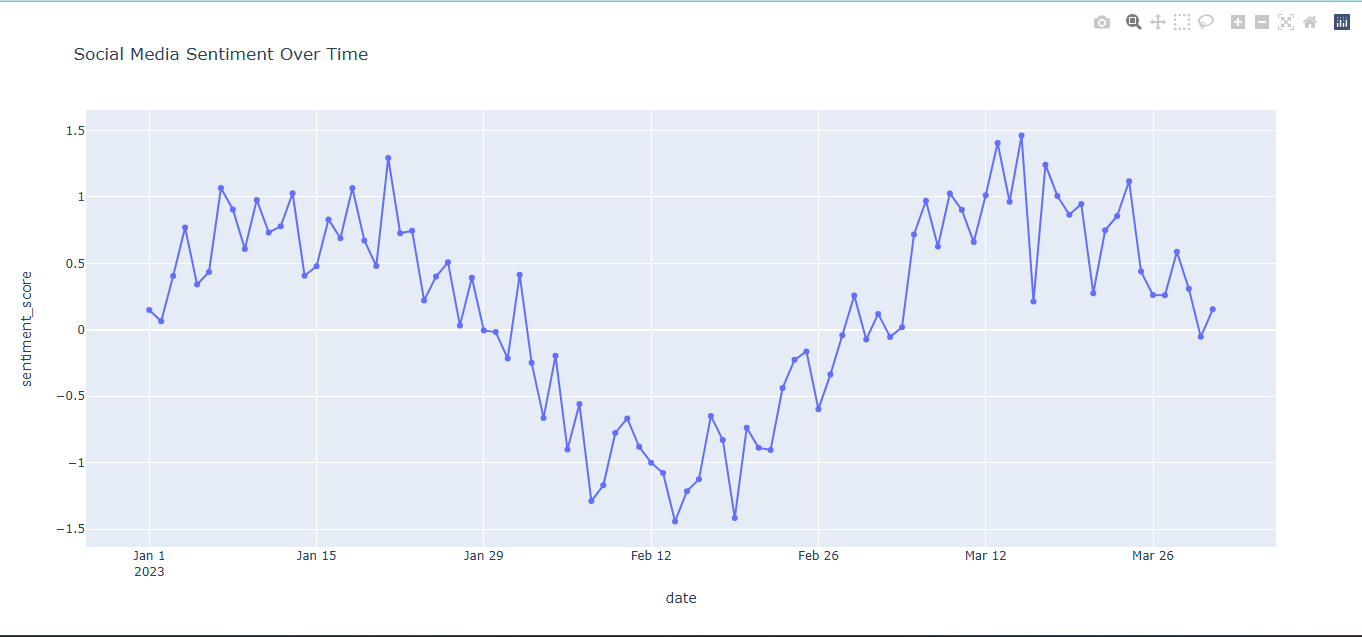 Social Media Sentiment Over Time
1.5
1
0.5
0
−0.5
−1
−1.5
sentiment_score
Jan 1
2023
Jan 15
Jan 29
Feb 12
Feb 26
Mar 12
Mar 26
date